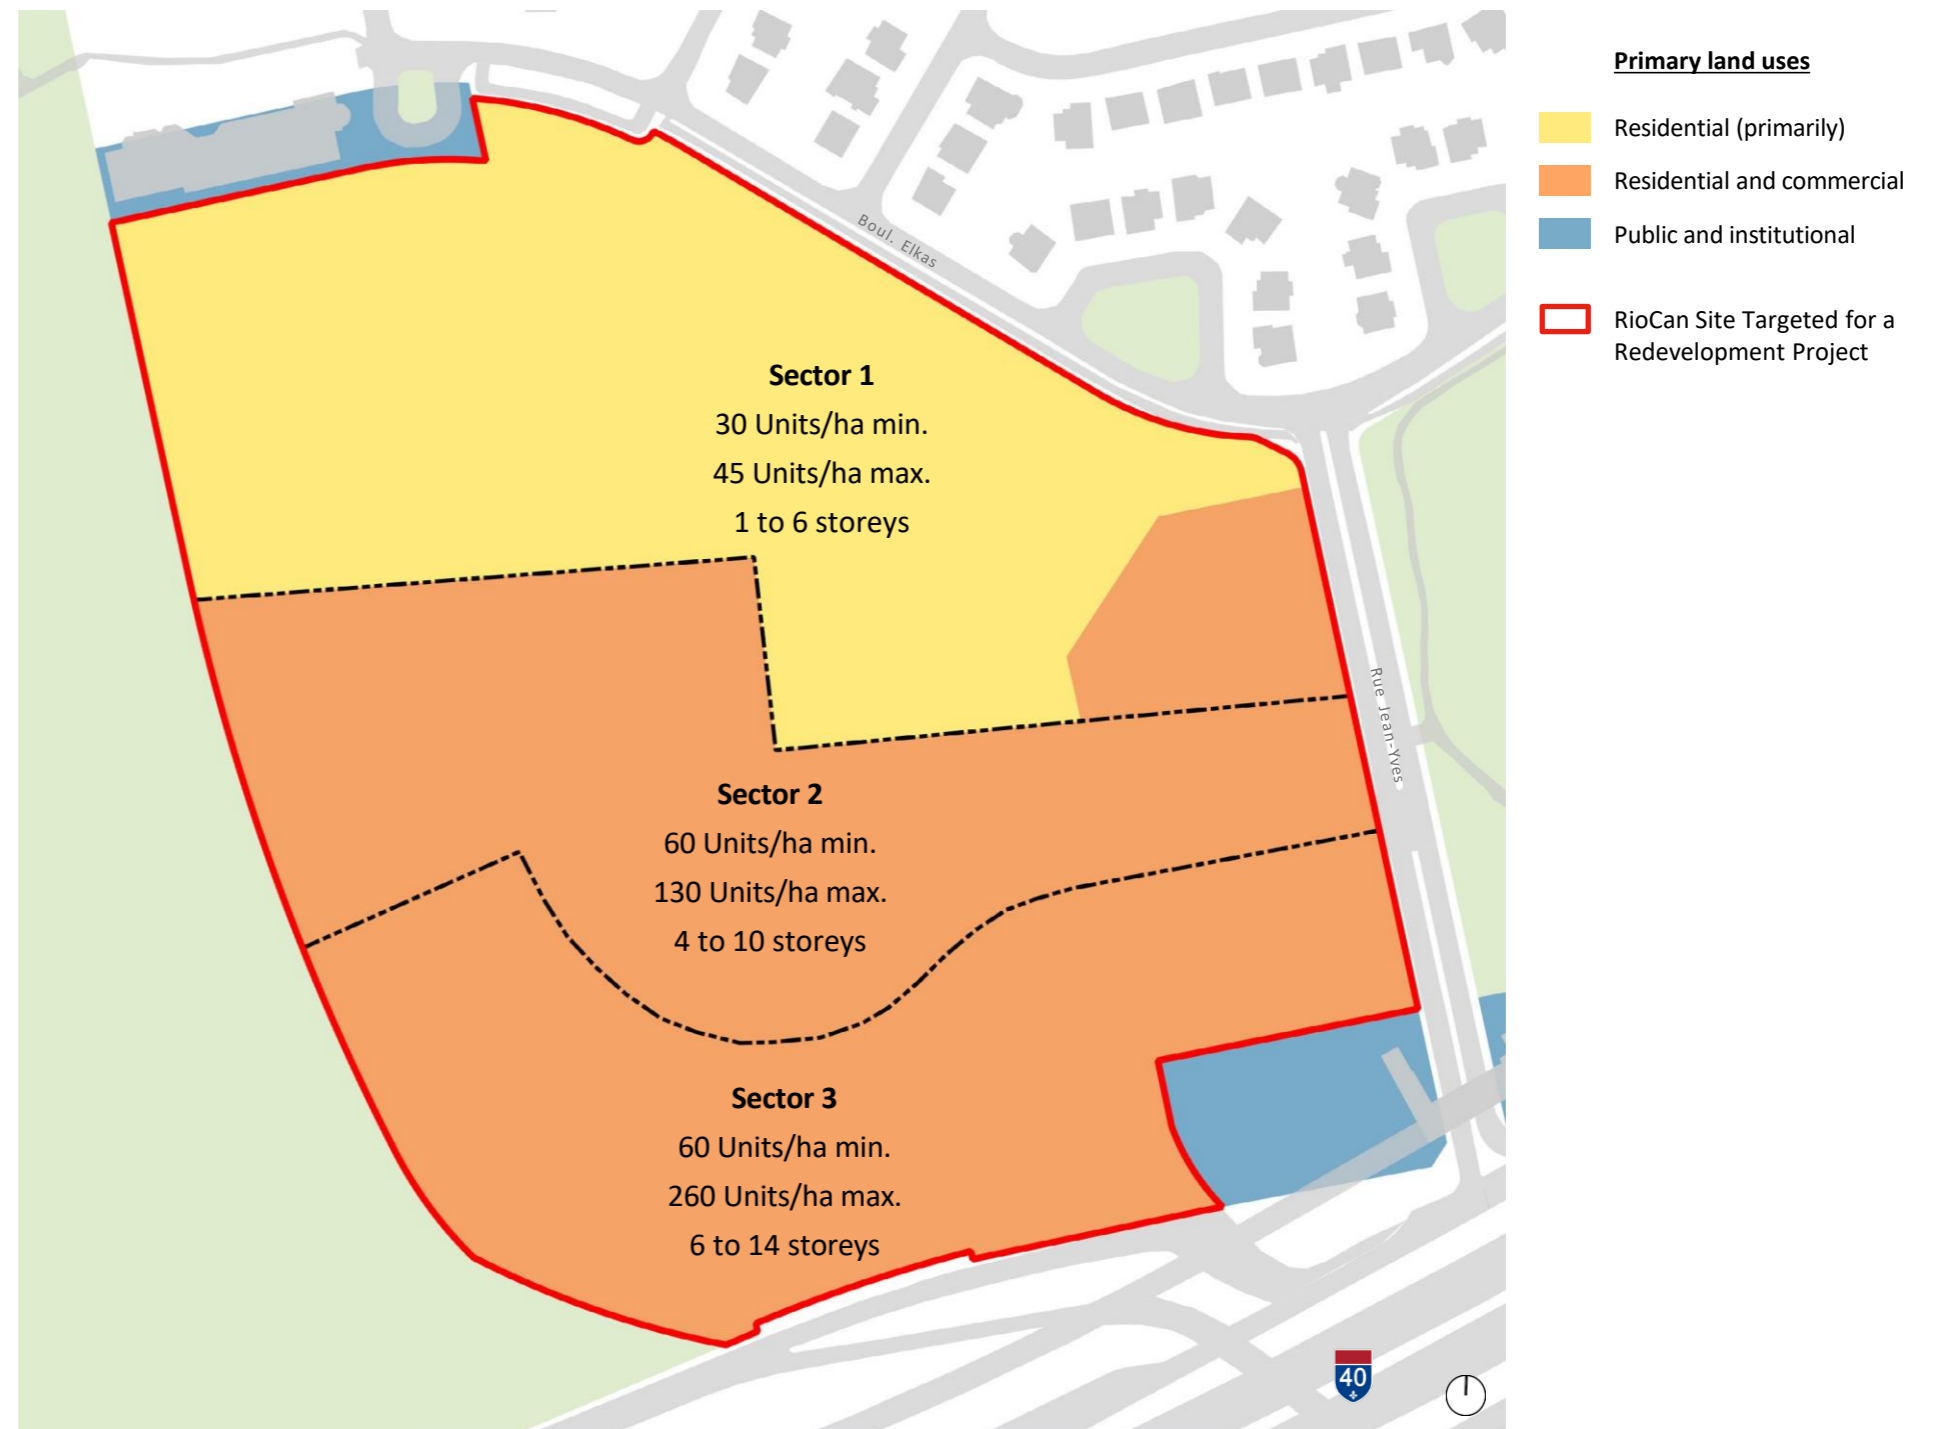 Primary land uses
Residential (primarily)
Residential and commercial
Public and institutional
RioCan Site Targeted for a
Redevelopment Project
Boul. Elkas
Sector 1
30 Units/ha min.
45 Units/ha max.
1 to 6 storeys
Rue Jean-Yves
Sector 2
60 Units/ha min.
130 Units/ha max.
4 to 10 storeys
Sector 3
60 Units/ha min.
260 Units/ha max.
6 to 14 storeys
40